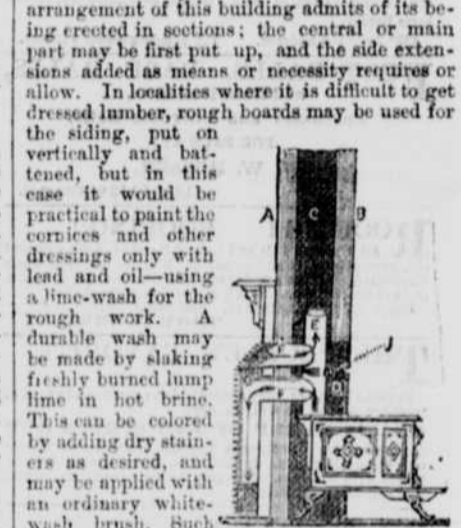 arrangement of this building admits of its be-
ing erected in sections; the central or main
part may be first put up, and the side exten-
sions added as means or necessity requires or
allow. In localities where it is difficult to get
dressed lumber, rough boards may be used for
the siding, put on
vertically and bat-
tened, but in this
case it would be
practical to paint the
cornices and other
dressings only with
lead and oil—using
a lime-wash for the
rough work. A
durable wash may
be made by slaking
freshly burned lump
lime in hot brine.
This can be colored
by adding dry stain-
ers as desired, and
may be applied with
an ordinary white-
wash brush. Such
A C B
E
J